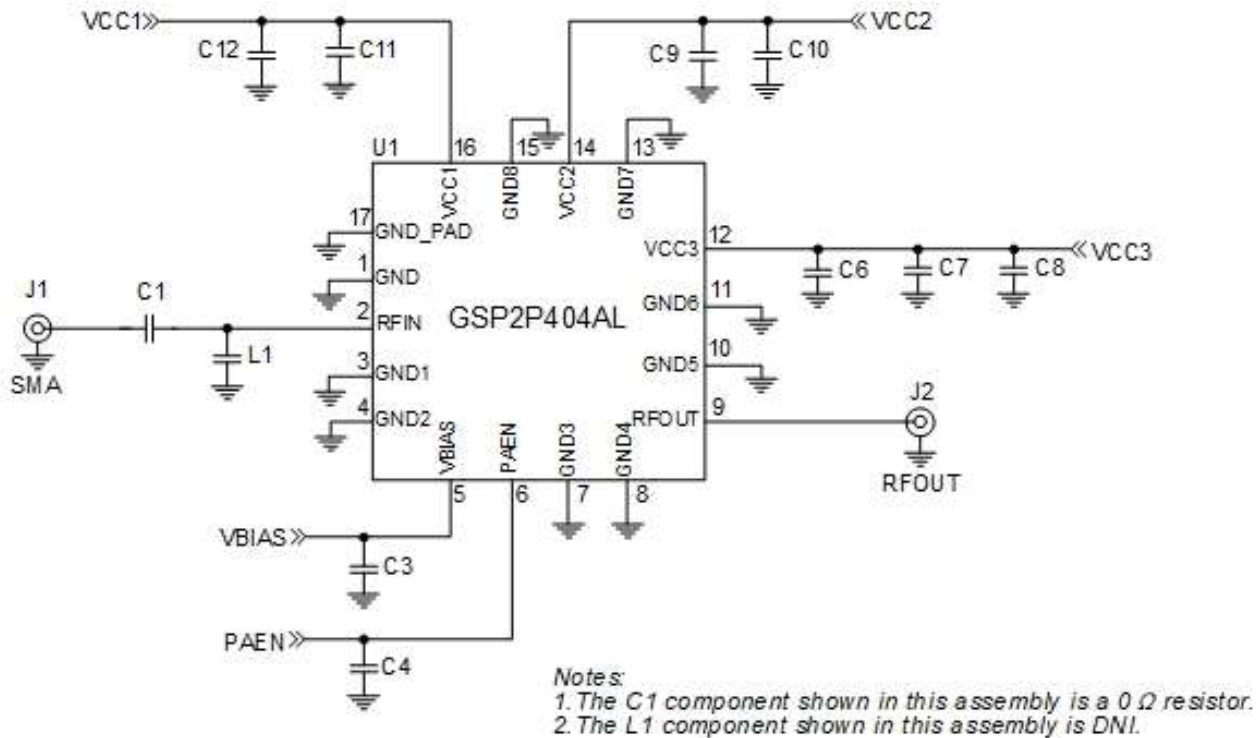 VCC1
VCC2
C12
C11
C9
C10
U1
16
15
14
13
VCC1
GND8
VCC2
GND7
17
GND_PAD
VCC3
12
VCC3
1
GND
C6
C7
C8
J1
C1
2
RFIN
GSP2P404AL
GND6
11
L1
SMA
3
GND1
GND5
10
4
GND2
RFOUT
9
J2
VBIAS
PAEN
GND3
GND4
RFOUT
5
6
7
8
VBIAS
C3
PAEN
C4
Notes:
1. The C1 component shown in this assembly is a 0 Ω resistor.
2. The L1 component shown in this assembly is DNI.